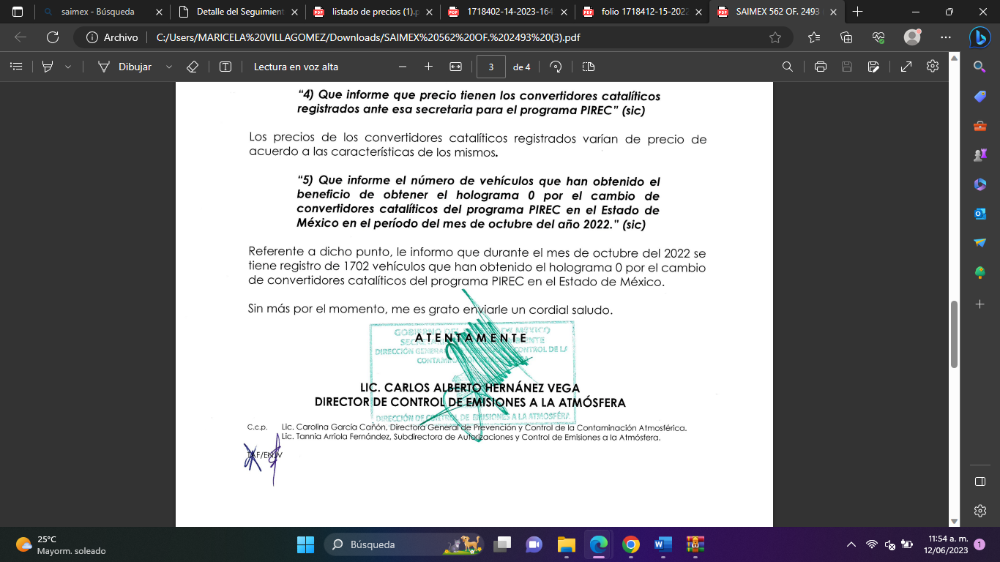 saimex - Búsqueda
Detalle del Seguimient
listado de precios (1).p
1718402-14-2023-164
folio 1718412-15-2022
SAIMEX 562 OF. 2493
Archivo
C:/Users/MARICELA%20VILLAGOMEZ/Downloads/SAIMEX%20562%20OF.%202493%20(3).pdf
Dibujar
Lectura en voz alta
3
de 4
“4) Que informe que precio tienen los convertidores catalíticos
registrados ante esa secretaria para el programa PIREC” (sic)
Los precios de los convertidores catalíticos registrados varían de precio de
acuerdo a las características de los mismos.
“5) Que informe el número de vehículos que han obtenido el
beneficio de obtener el holograma 0 por el cambio de
convertidores catalíticos del programa PIREC en el Estado de
México en el período del mes de octubre del año 2022.” (sic)
Referente a dicho punto, le informo que durante el mes de octubre del 2022 se
tiene registro de 1702 vehículos que han obtenido el holograma 0 por el cambio
de convertidores catalíticos del programa PIREC en el Estado de México.
Sin más por el momento, me es grato enviarle un cordial saludo.
GOBIERNO DEL DE MÉXICO
A T E N T A M E N T E
DIRECCIÓN GENERAL CONTROL DE LA
LIC. CARLOS ALBERTO HERNÁNEZ VEGA
DIRECTOR DE CONTROL DE EMISIONES A LA ATMÓSFERA
DIRECCIÓN DE CONTROL DE EMISIONES A LA ATMOSFÉRA
C.c.p. Lic. Carolina García Cañón, Directora General de Prevención y Control de la Contaminación Atmosférica.
Lic. Tannia Arriola Fernández, Subdirectora de Autorizaciones y Control de Emisiones a la Atmósfera.
25°C
Mayorm. soleado
Búsqueda
11:54 a. m.
12/06/2023
1